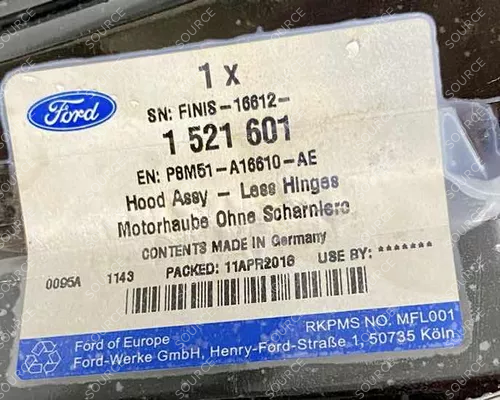 1 x
Ford
SN: FINIS-16612-
1 521 601
EN: P8M51-A16610-AE
Hood Assy - Less Hinges
Motorhaube Ohne Scharniere
CONTENTS MADE IN Germany
0095A 1143 PACKED: 11APR2016 USE BY: *******
RKPMS NO. MFL001
Ford of Europe
Ford-Werke GmbH, Henry-Ford-Straße 1, 50735 Köln